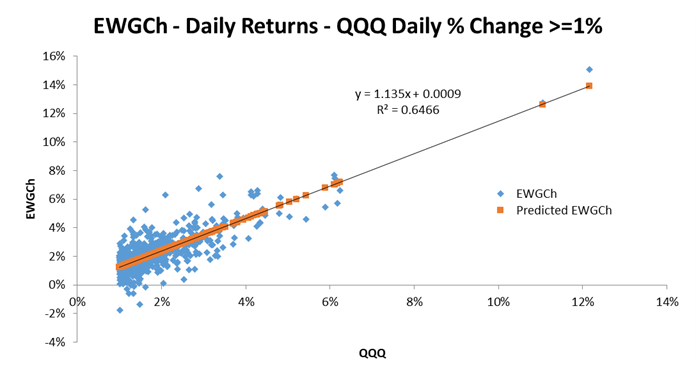 EWGCh - Daily Returns - QQQ Daily % Change >=1%
16%
14%
12%
10%
8%
6%
4%
2%
0%
-2%
-4%
EWGCh
y = 1.135x + 0.0009
R² = 0.6466
EWGCh
Predicted EWGCh
0%
2%
4%
6%
8%
10%
12%
14%
QQQ